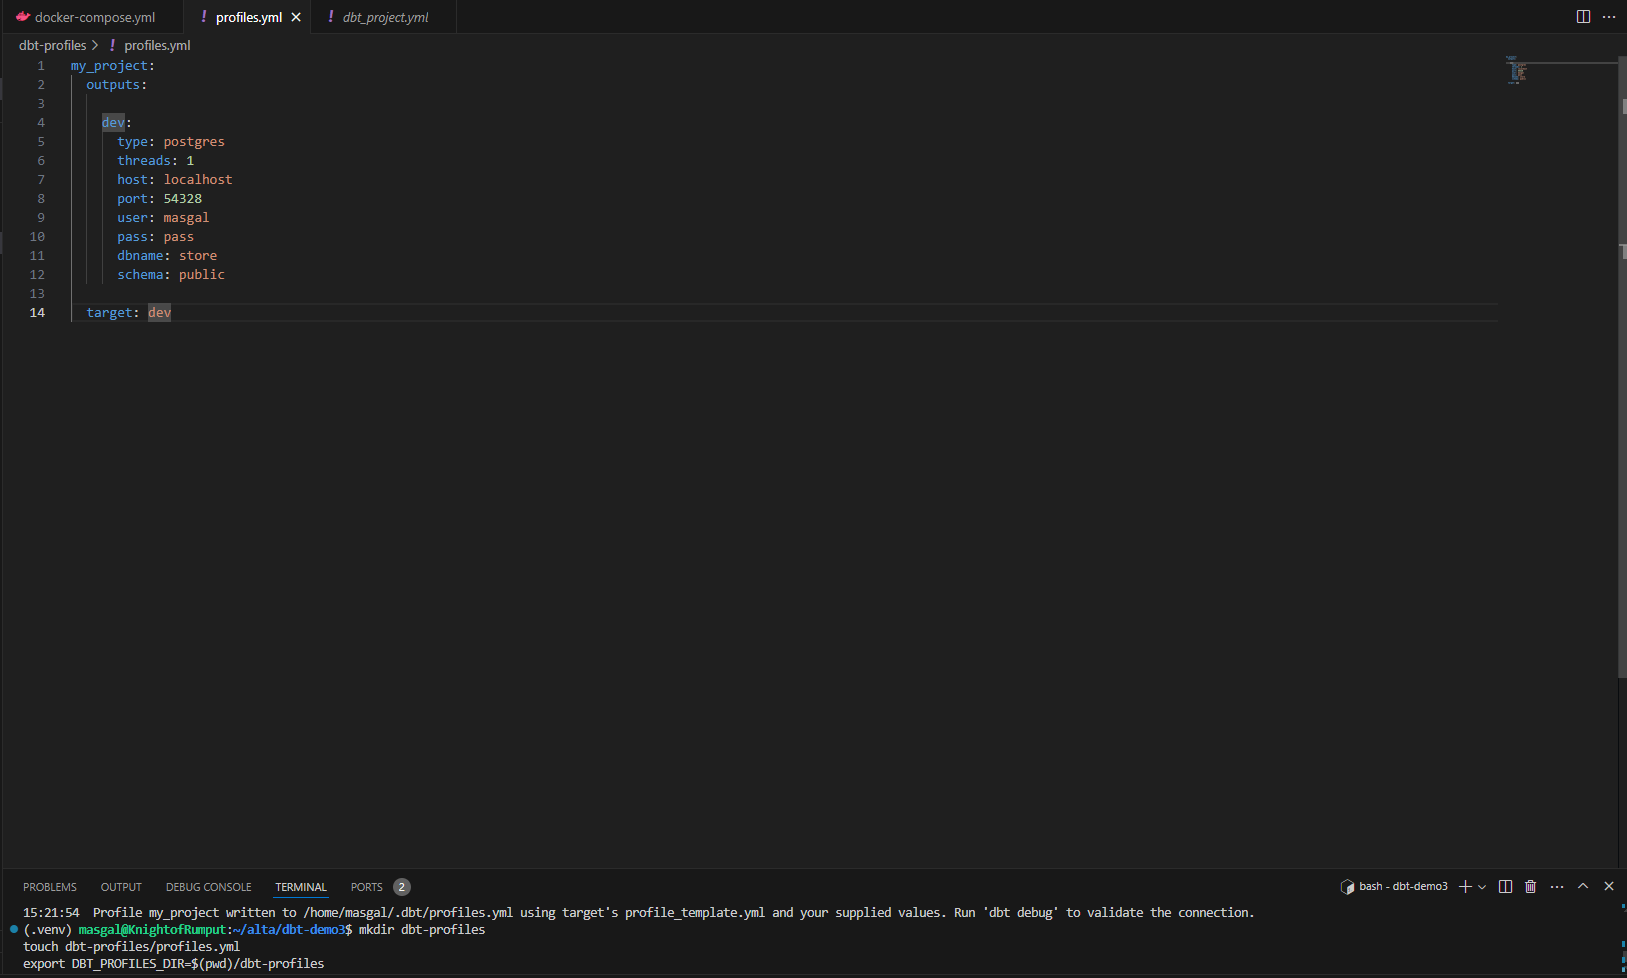 docker-compose.yml ! profiles.yml ! dbt_project.yml
dbt-profiles > ! profiles.yml
1 my_project:
2 outputs:
3
4 dev:
5 type: postgres
6 threads: 1
7 host: localhost
8 port: 54328
9 user: masgal
10 pass: pass
11 dbname: store
12 schema: public
13
14 target: dev
PROBLEMS OUTPUT DEBUG CONSOLE TERMINAL PORTS 2 bash - dbt-demo3
15:21:54 Profile my_project written to /home/masgal/.dbt/profiles.yml using target's profile_template.yml and your supplied values. Run 'dbt debug' to validate the connection.
(.venv) masgal@KnightofRumput:~/alta/dbt-demo3$ mkdir dbt-profiles
touch dbt-profiles/profiles.yml
export DBT_PROFILES_DIR=$(pwd)/dbt-profiles